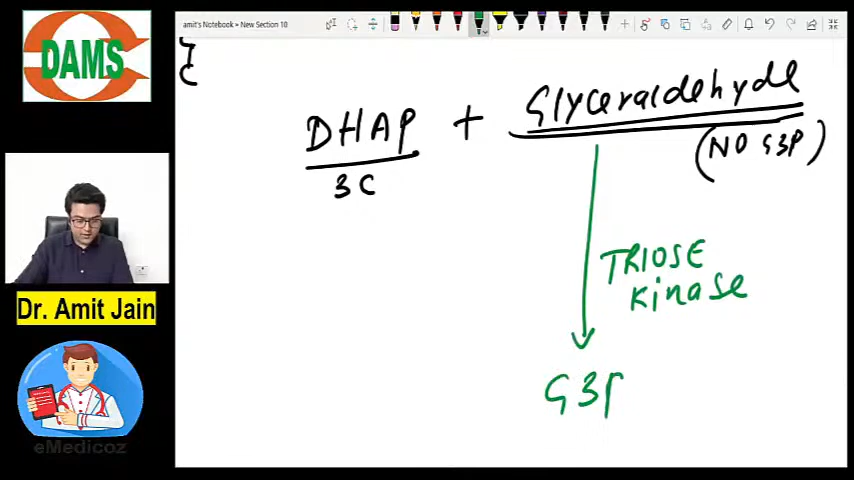 amit's Notebook > New Section 10
DAMS
DHAP + Glyceraldehyde
3C
(NO G3P)
TRIOSE
Kinase
G3P
Dr. Amit Jain
eMedicoz